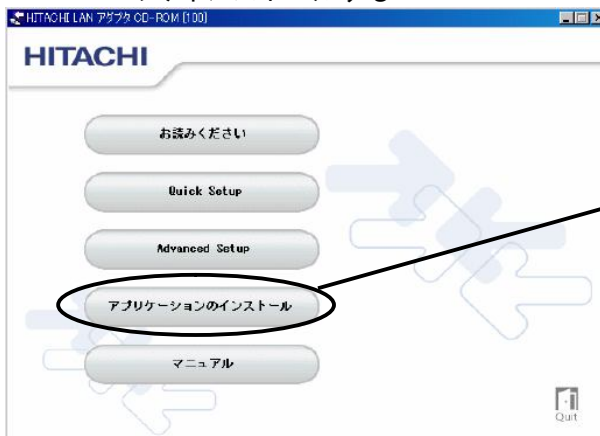 HITACHI LAN アダプタ CD-ROM [100]
HITACHI
お読みください
Quick Setup
Advanced Setup
アプリケーションのインストール
マニュアル
Quit